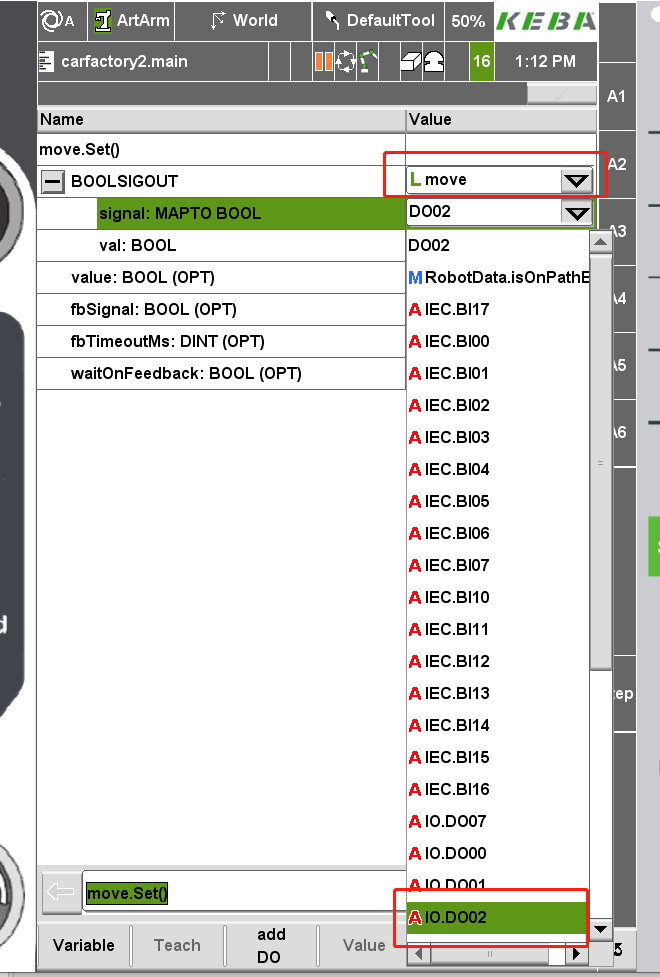 A ArtArm World DefaultTool 50% KEBA
carfactory2.main 16 1:12 PM
A1
Name Value
move.Set()
A2
BOOLSIGOUT L move
signal: MAPTO BOOL DO02
A3
val: BOOL DO02
value: BOOL (OPT) M RobotData.isOnPathE
A4
fbSignal: BOOL (OPT) A IEC.BI17
fbTimeoutMs: DINT (OPT) A IEC.BI00
A5
waitOnFeedback: BOOL (OPT) A IEC.BI01
A IEC.BI02
A6
A IEC.BI03
A IEC.BI04
A IEC.BI05
A IEC.BI06
A IEC.BI07
A IEC.BI10
A IEC.BI11
A IEC.BI12
A IEC.BI13
ep
A IEC.BI14
A IEC.BI15
A IEC.BI16
A IO.DO07
A IO.DO00
A IO.DO01
move.Set()
A IO.DO02
Variable Teach add DO Value